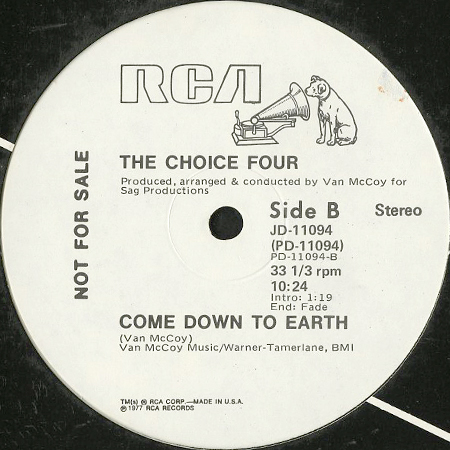 RCA
NOT FOR SALE
THE CHOICE FOUR
Produced, arranged & conducted by Van McCoy for
Sag Productions
Side B
Stereo
JD-11094
(PD-11094)
PD-11094-B
33 1/3 rpm
10:24
Intro: 1:19
End: Fade
COME DOWN TO EARTH
(Van McCoy)
Van McCoy Music/Warner-Tamerlane, BMI
TM(s) ® RCA CORP.—MADE IN U.S.A.
℗ 1977 RCA RECORDS